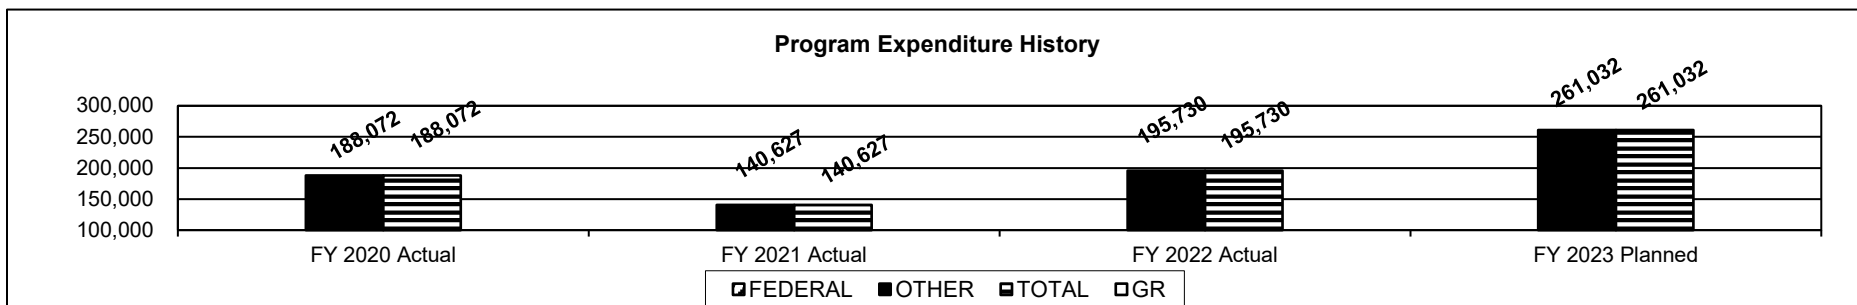 Program Expenditure History
300,000
250,000
200,000
150,000
100,000
188,072
188,072
140,627
140,627
195,730
195,730
261,032
261,032
FY 2020 Actual
FY 2021 Actual
FY 2022 Actual
FY 2023 Planned
FEDERAL OTHER TOTAL GR